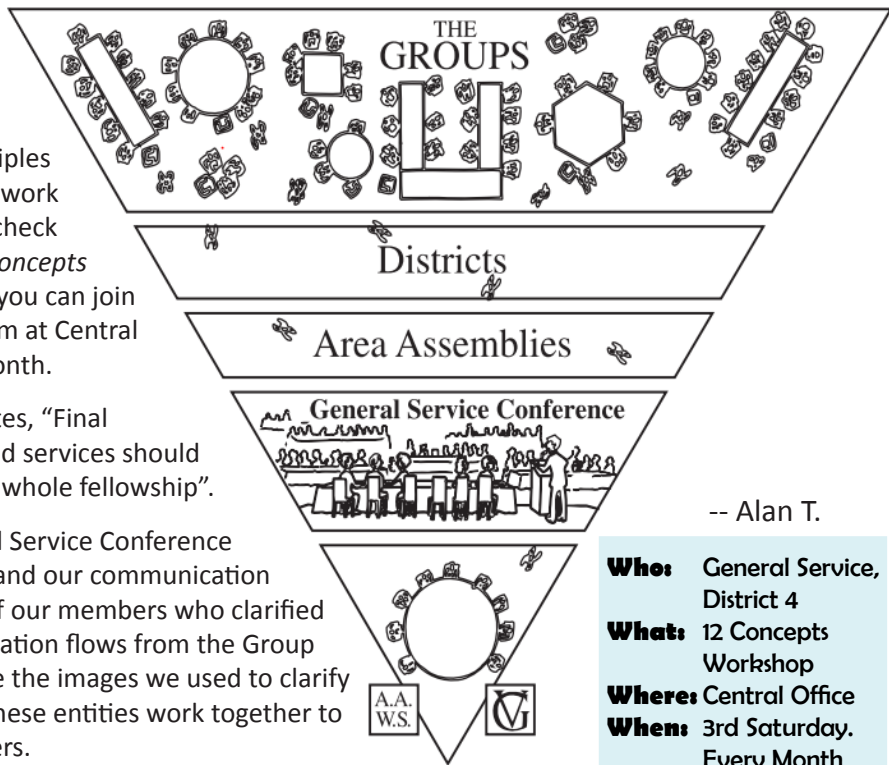 THE
GROUPS
Districts
Area Assemblies
General Service Conference
A.A.
W.S.
GV
iples
work
check
oncepts
you can join
m at Central
onth.
tes, “Final
d services should
whole fellowship”.
l Service Conference
and our communication
f our members who clarified
ation flows from the Group
e the images we used to clarify
hese entities work together to
ers.
-- Alan T.
Who: General Service,
District 4
What: 12 Concepts
Workshop
Where: Central Office
When: 3rd Saturday.
Every Month